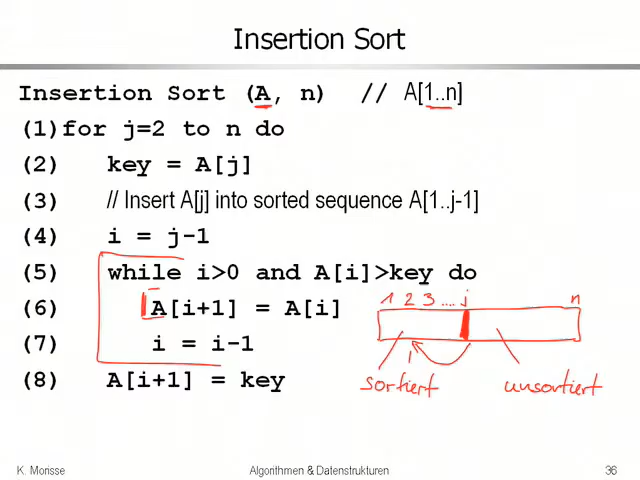 Insertion Sort
Insertion Sort (A, n) // A[1..n]
(1)for j=2 to n do
(2) key = A[j]
(3) // Insert A[j] into sorted sequence A[1..j-1]
(4) i = j-1
(5) while i>0 and A[i]>key do
(6) A[i+1] = A[i]
(7) i = i-1
(8) A[i+1] = key
1 2 3 .... j n
sortiert unsortiert
K. Morisse Algorithmen & Datenstrukturen 36